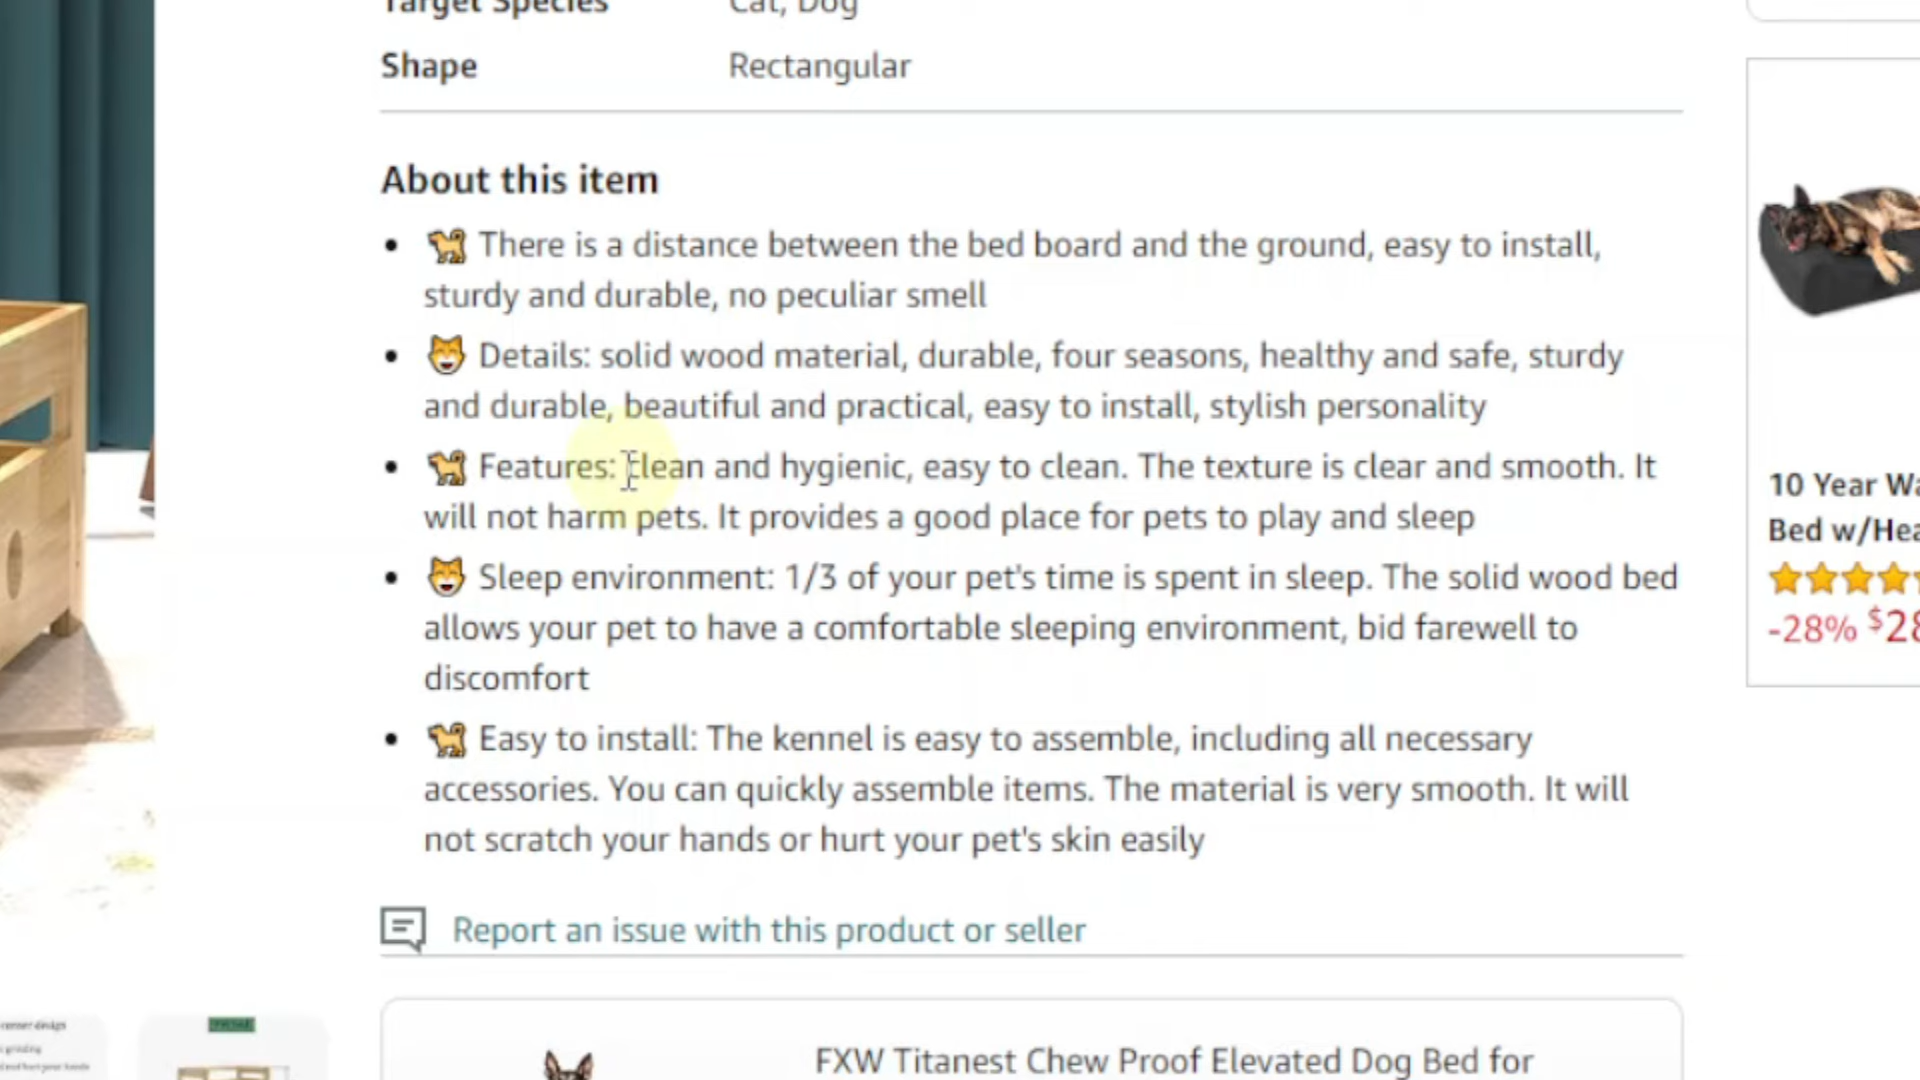 Target Species Cat, Dog
Shape Rectangular
About this item
There is a distance between the bed board and the ground, easy to install,
sturdy and durable, no peculiar smell
Details: solid wood material, durable, four seasons, healthy and safe, sturdy
and durable, beautiful and practical, easy to install, stylish personality
Features: clean and hygienic, easy to clean. The texture is clear and smooth. It
will not harm pets. It provides a good place for pets to play and sleep
Sleep environment: 1/3 of your pet's time is spent in sleep. The solid wood bed
allows your pet to have a comfortable sleeping environment, bid farewell to
discomfort
Easy to install: The kennel is easy to assemble, including all necessary
accessories. You can quickly assemble items. The material is very smooth. It will
not scratch your hands or hurt your pet's skin easily
Report an issue with this product or seller
FXW Titanest Chew Proof Elevated Dog Bed for
10 Year
Bed
-28%